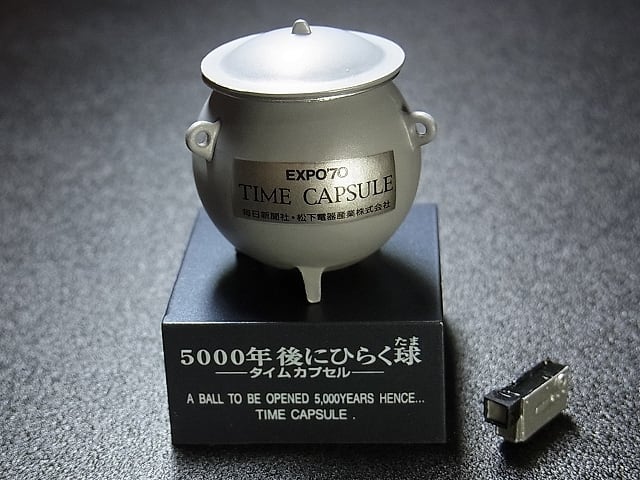 EXPO'70
TIME CAPSULE
毎日新聞社・松下電器産業株式会社
たま
5000年後にひらく球
タイムカプセル
A BALL TO BE OPENED 5,000YEARS HENCE...
TIME CAPSULE .